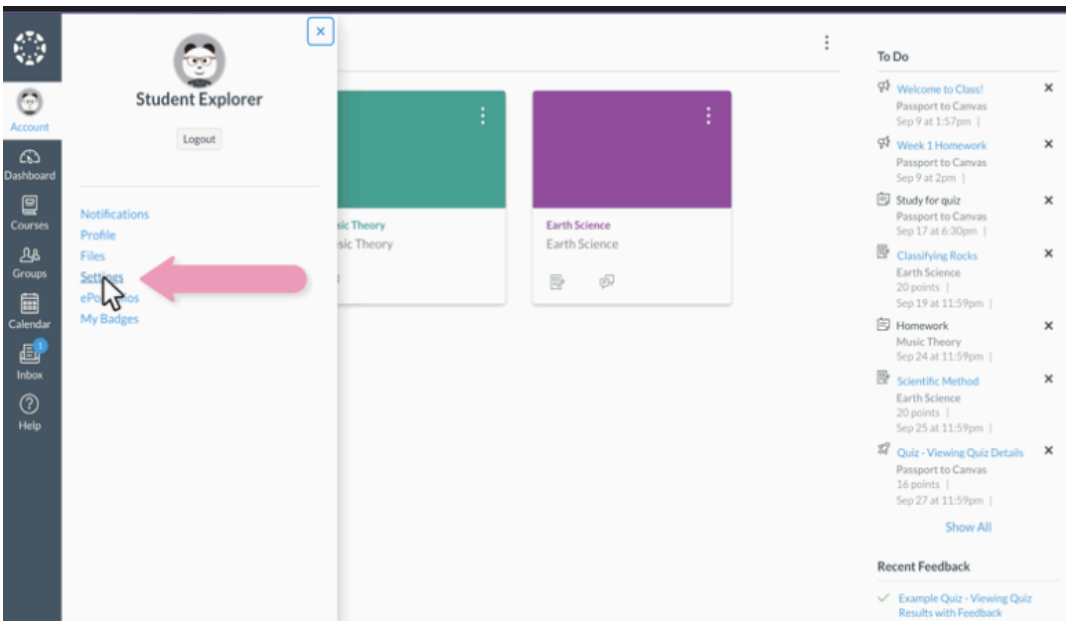 Account
Dashboard
Courses
Groups
Calendar
1
Inbox
Help
Student Explorer
Logout
Notifications
Profile
Files
Settings
My Badges
Music Theory
Earth Science
Earth Science
To Do
Welcome to Class!
Passport to Canvas
Sep 9 at 1:57pm |
Week 1 Homework
Passport to Canvas
Sep 9 at 2pm |
Study for quiz
Passport to Canvas
Sep 17 at 6:30pm |
Classifying Rocks
Earth Science
20 points |
Sep 19 at 11:59pm |
Homework
Music Theory
Sep 24 at 11:59pm |
Scientific Method
Earth Science
20 points |
Sep 25 at 11:59pm |
Quiz - Viewing Quiz Details
Passport to Canvas
16 points |
Sep 27 at 11:59pm |
Show All
Recent Feedback
Example Quiz - Viewing Quiz
Results with Feedback